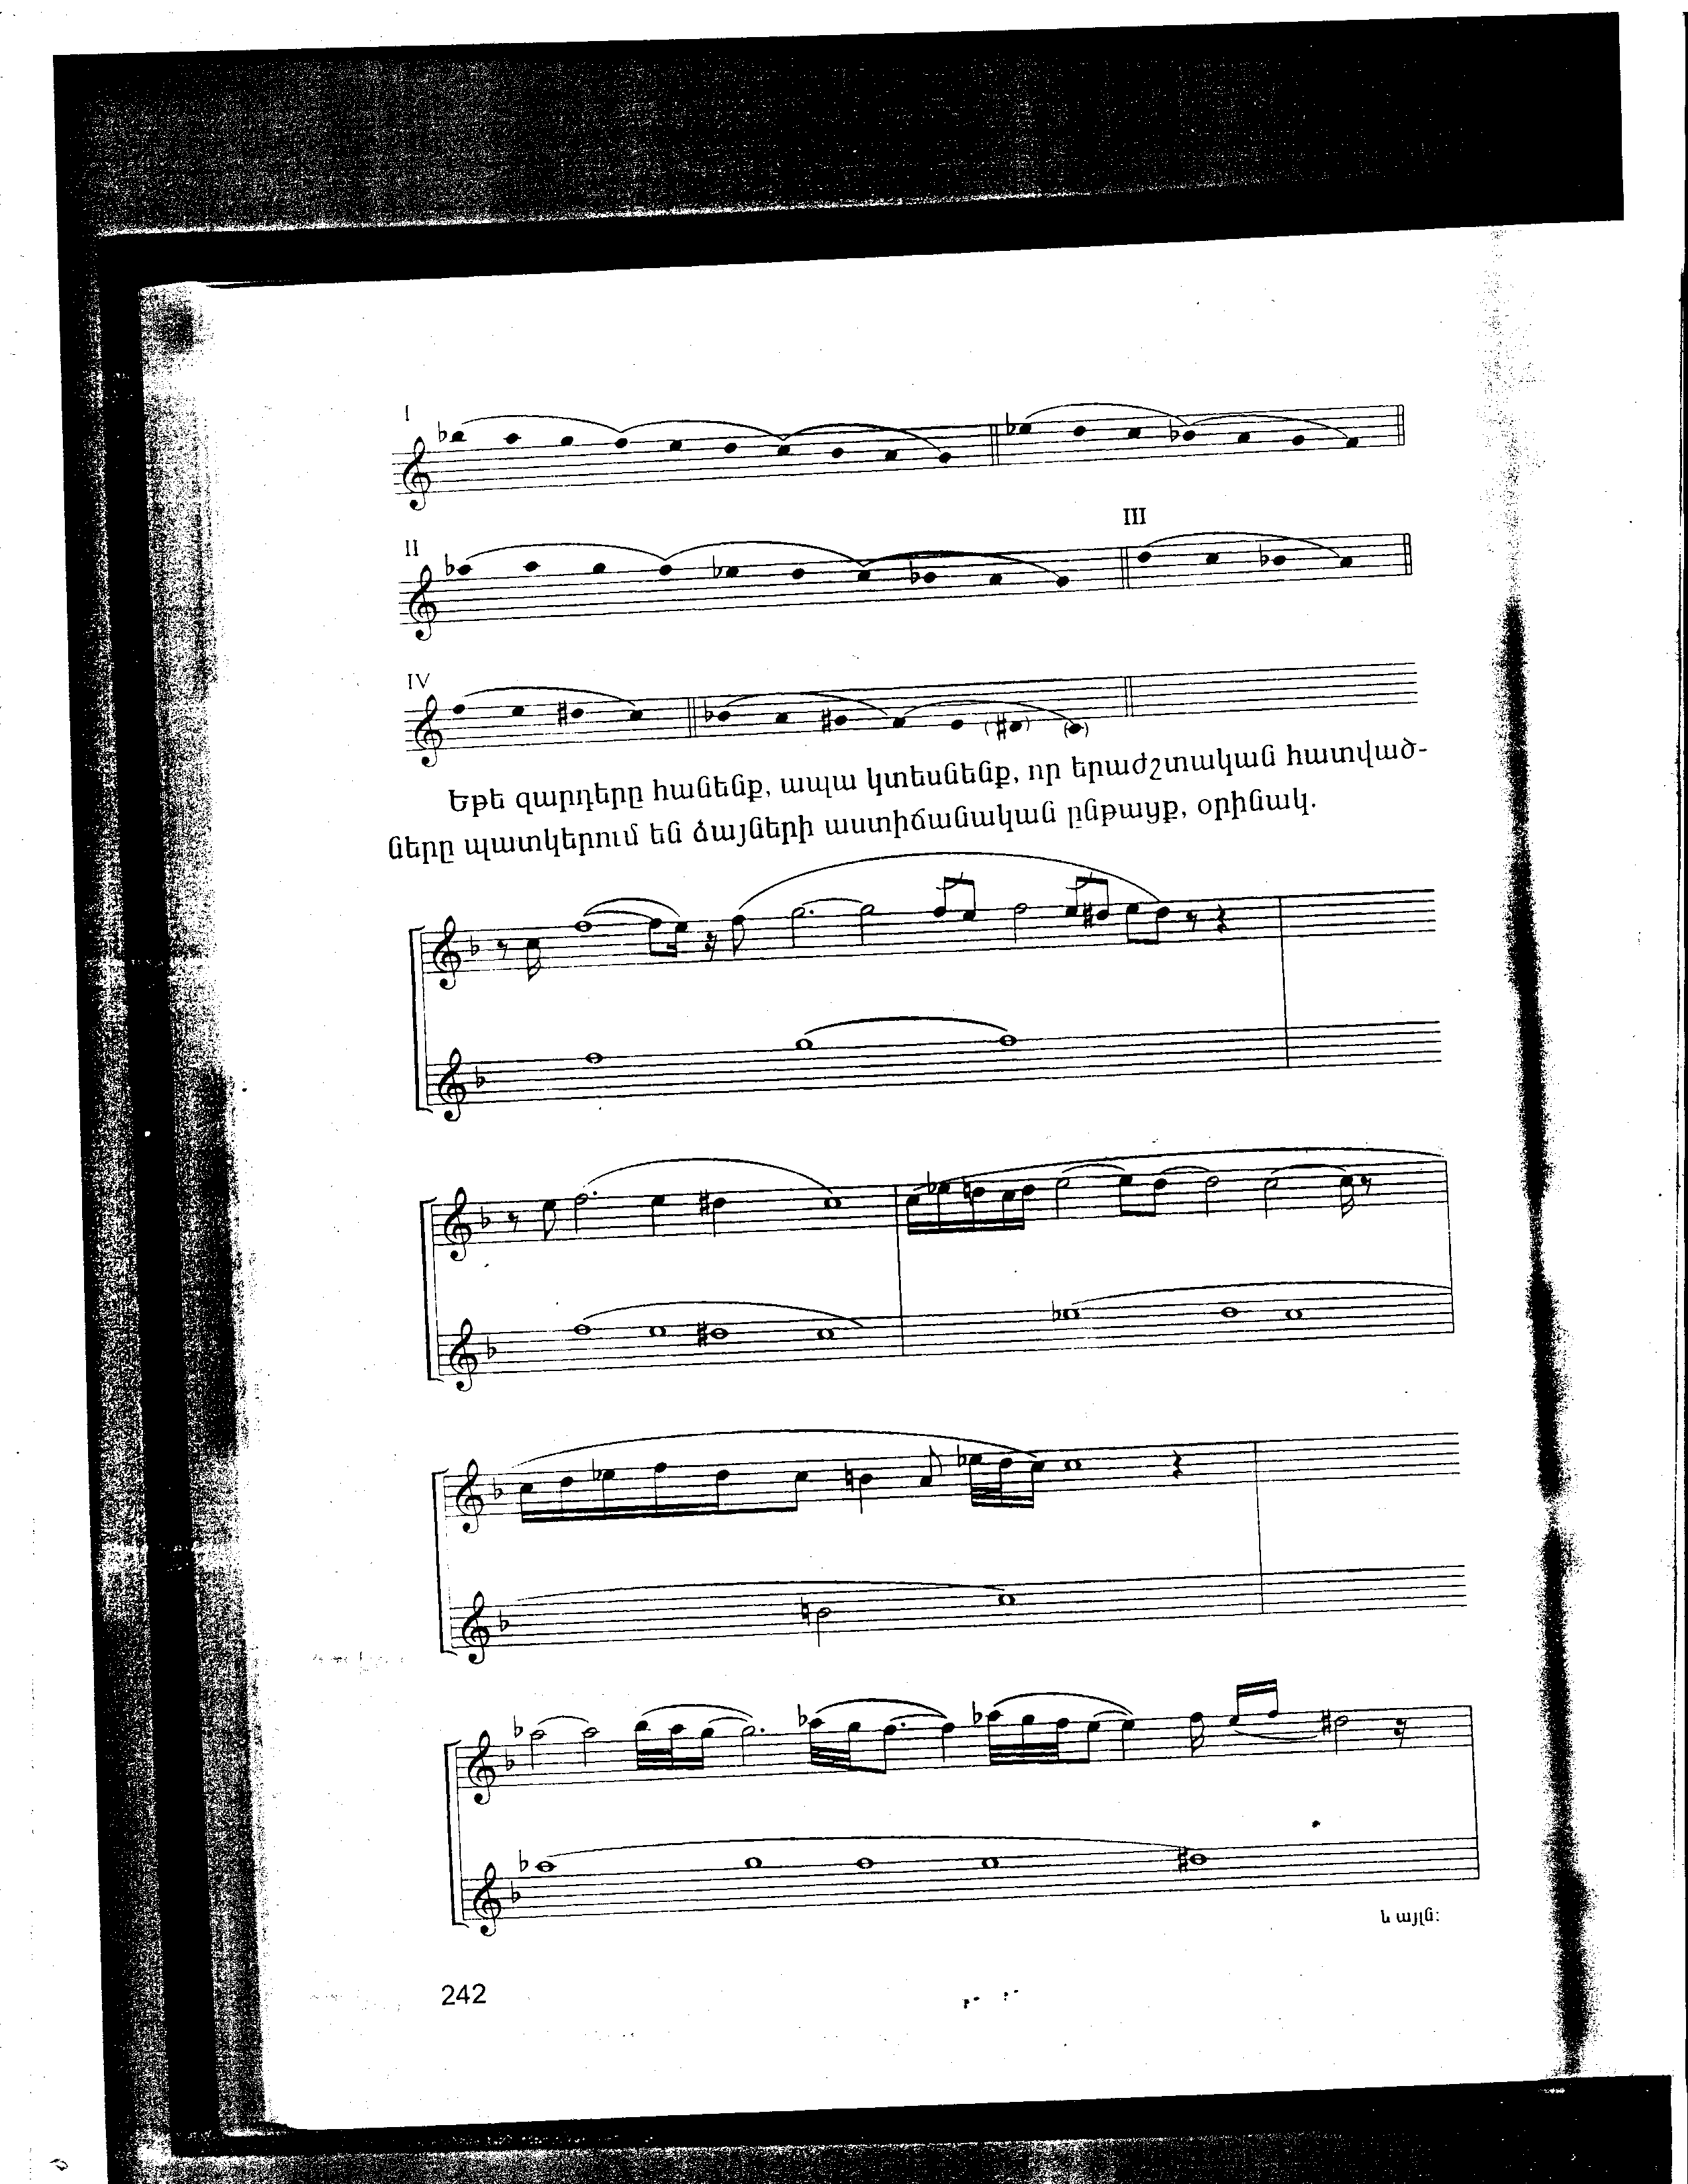 I
II
III
IV
Եթե զարդերը հանենք, ապա կտեսնենք, որ երաժշտական հատված-
ները պատկերում են ձայների աստիճանական ընթացք, օրինակ.
և այլն:
242